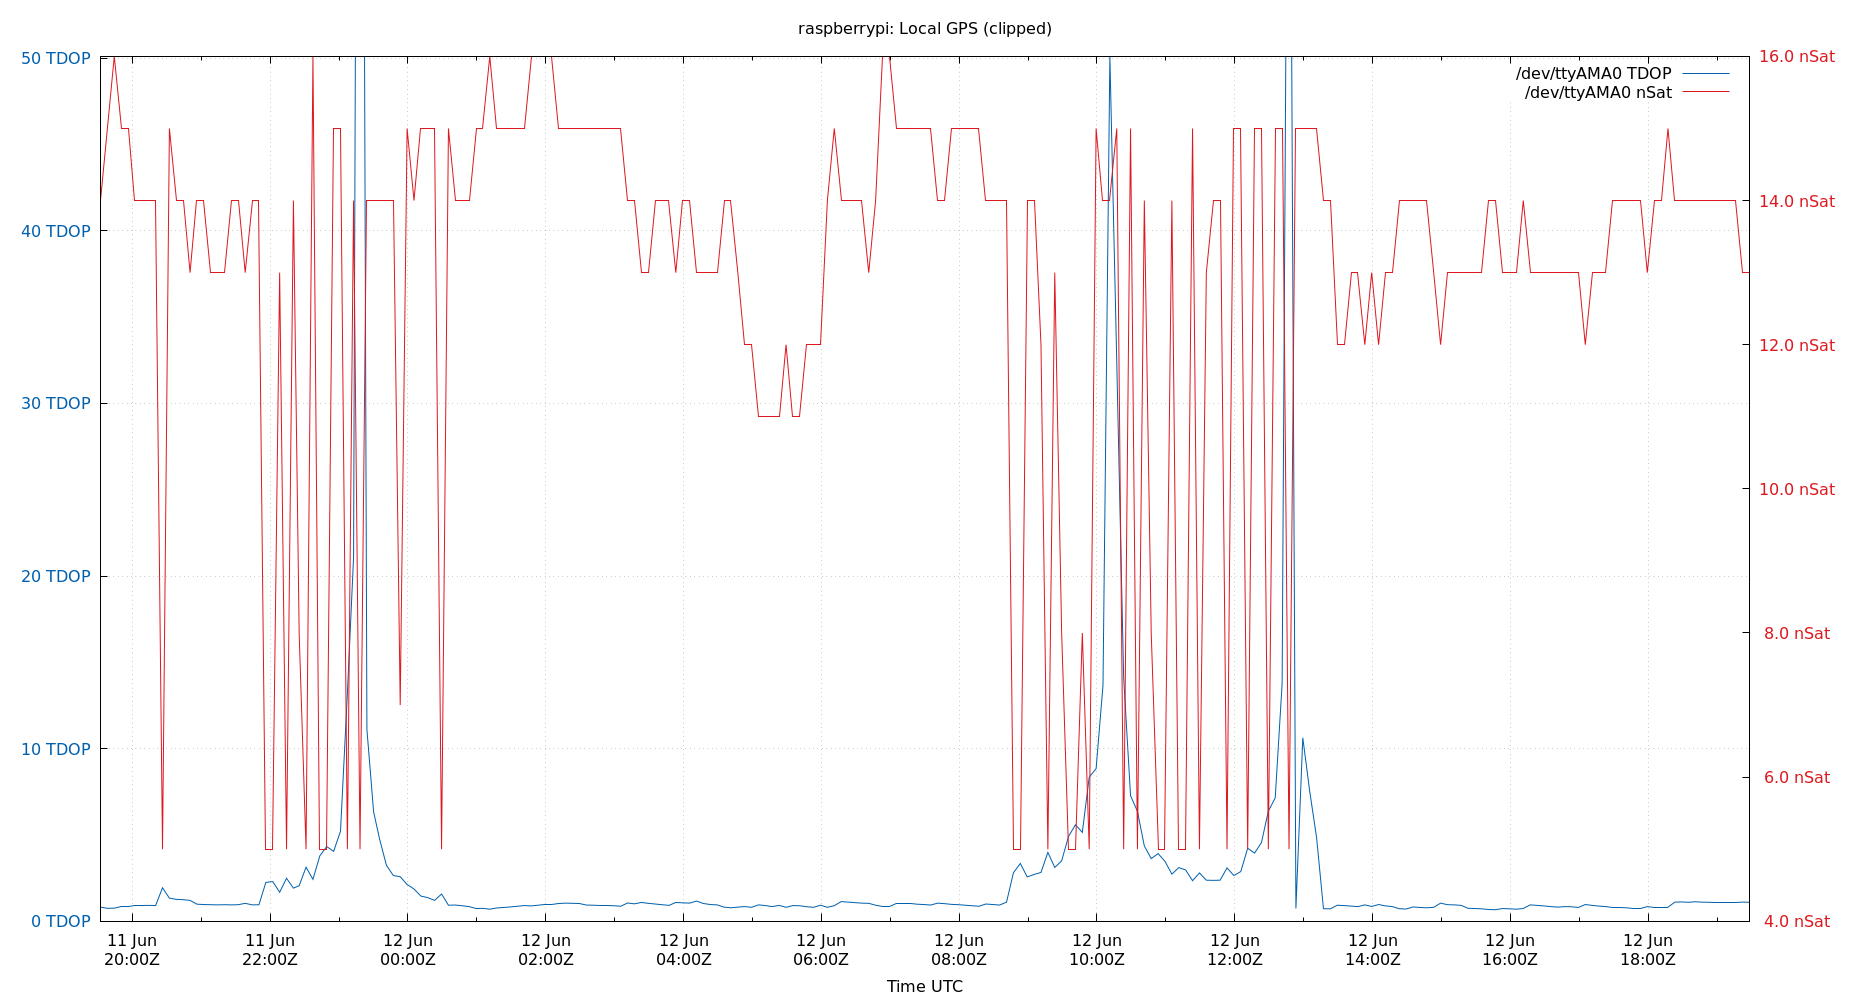 raspberrypi: Local GPS (clipped)
50 TDOP
40 TDOP
30 TDOP
20 TDOP
10 TDOP
0 TDOP
16.0 nSat
14.0 nSat
12.0 nSat
10.0 nSat
8.0 nSat
6.0 nSat
4.0 nSat
/dev/ttyAMA0 TDOP
/dev/ttyAMA0 nSat
11 Jun 11 Jun 12 Jun 12 Jun 12 Jun 12 Jun 12 Jun 12 Jun 12 Jun 12 Jun 12 Jun 12 Jun
20:00Z 22:00Z 00:00Z 02:00Z 04:00Z 06:00Z 08:00Z 10:00Z 12:00Z 14:00Z 16:00Z 18:00Z
Time UTC